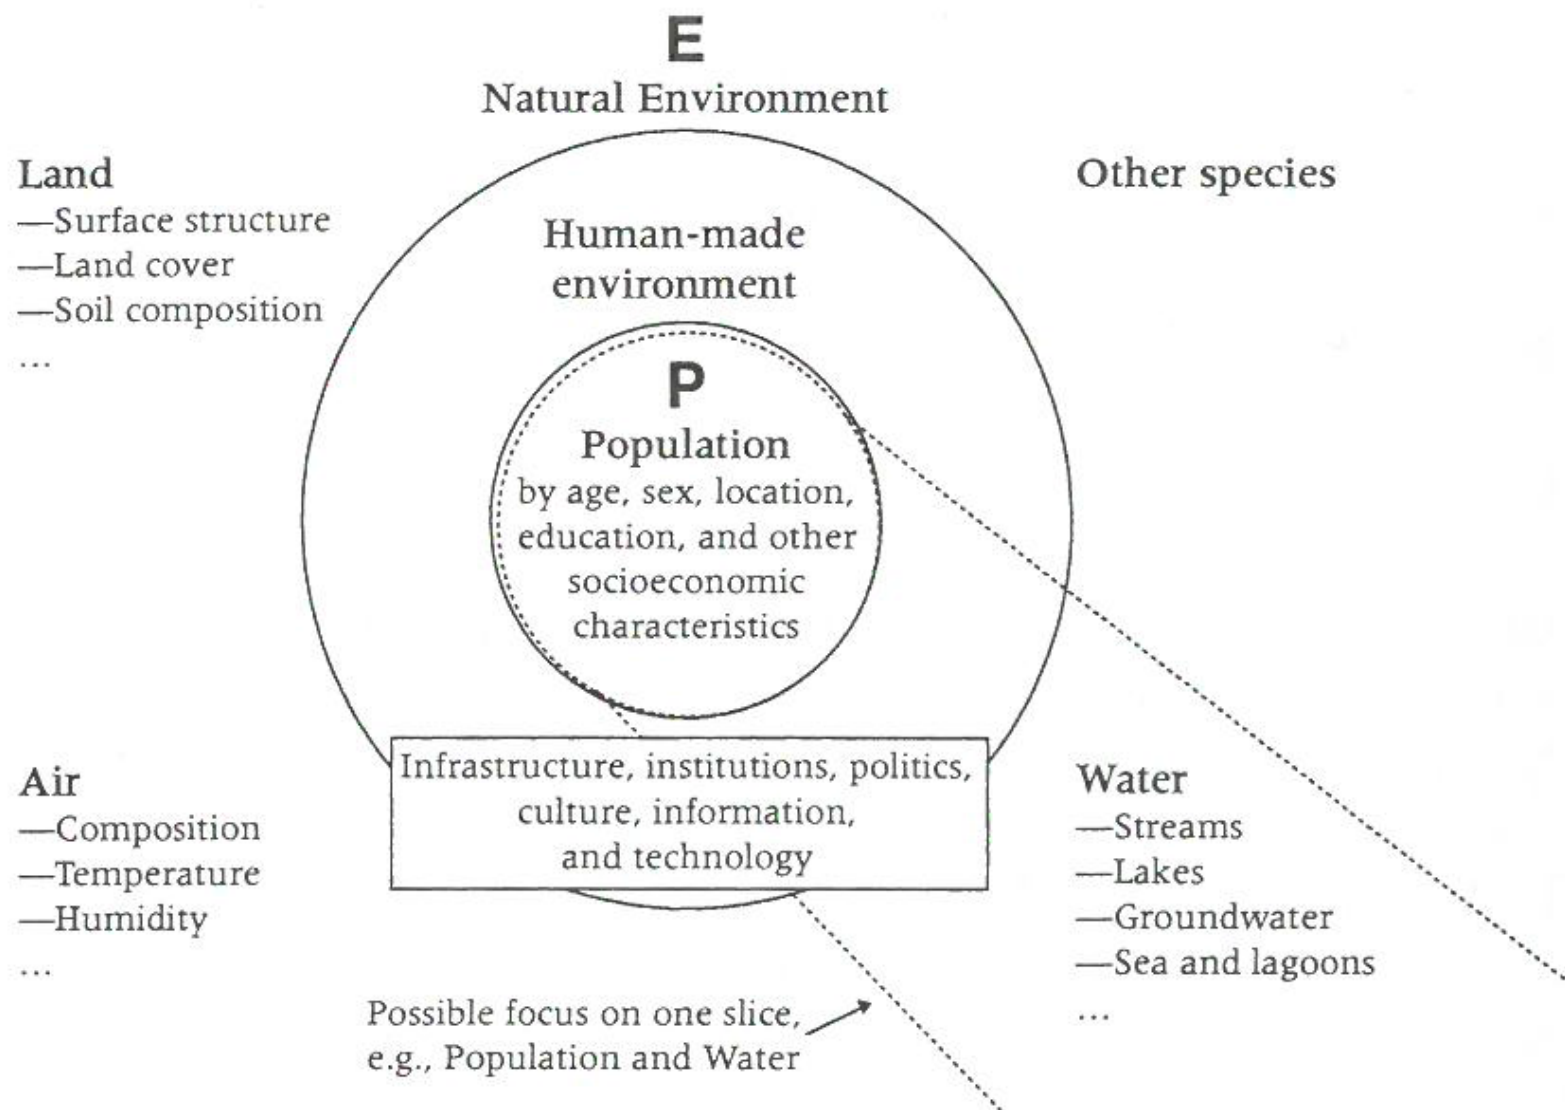 E
Natural Environment
Land
—Surface structure
—Land cover
—Soil composition
...
Other species
Human-made
environment
P
Population
by age, sex, location,
education, and other
socioeconomic
characteristics
Infrastructure, institutions, politics,
culture, information,
and technology
Air
—Composition
—Temperature
—Humidity
...
Water
—Streams
—Lakes
—Groundwater
—Sea and lagoons
...
Possible focus on one slice,
e.g., Population and Water